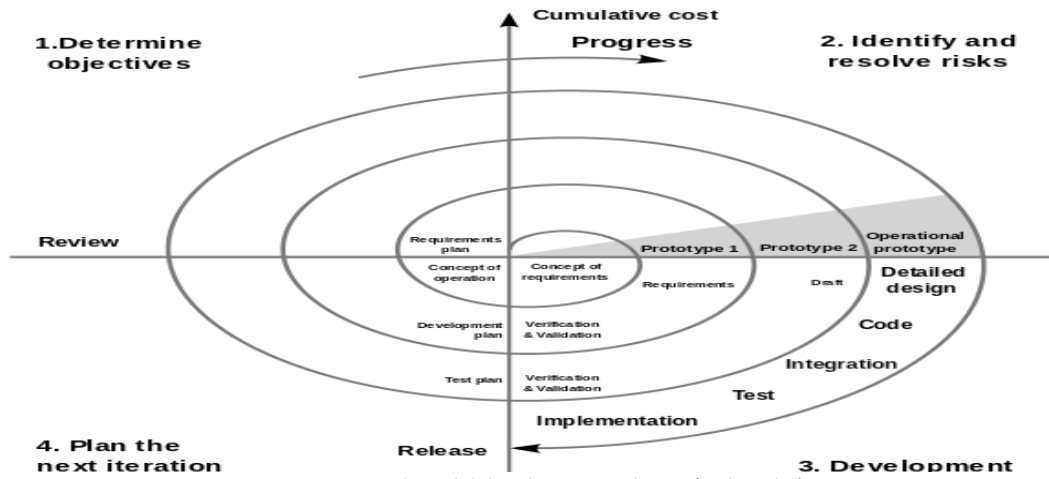 Cumulative cost
1.Determine
objectives
Progress
2. Identify and
resolve risks
Review
Requirements
plan
Prototype 1
Prototype 2
Operational
prototype
Concept of
operation
Concept of
requirements
Requirements
Draft
Detailed
design
Development
plan
Verification
& Validation
Code
Integration
Test plan
Verification
& Validation
Test
Implementation
4. Plan the
next iteration
Release
3. Development